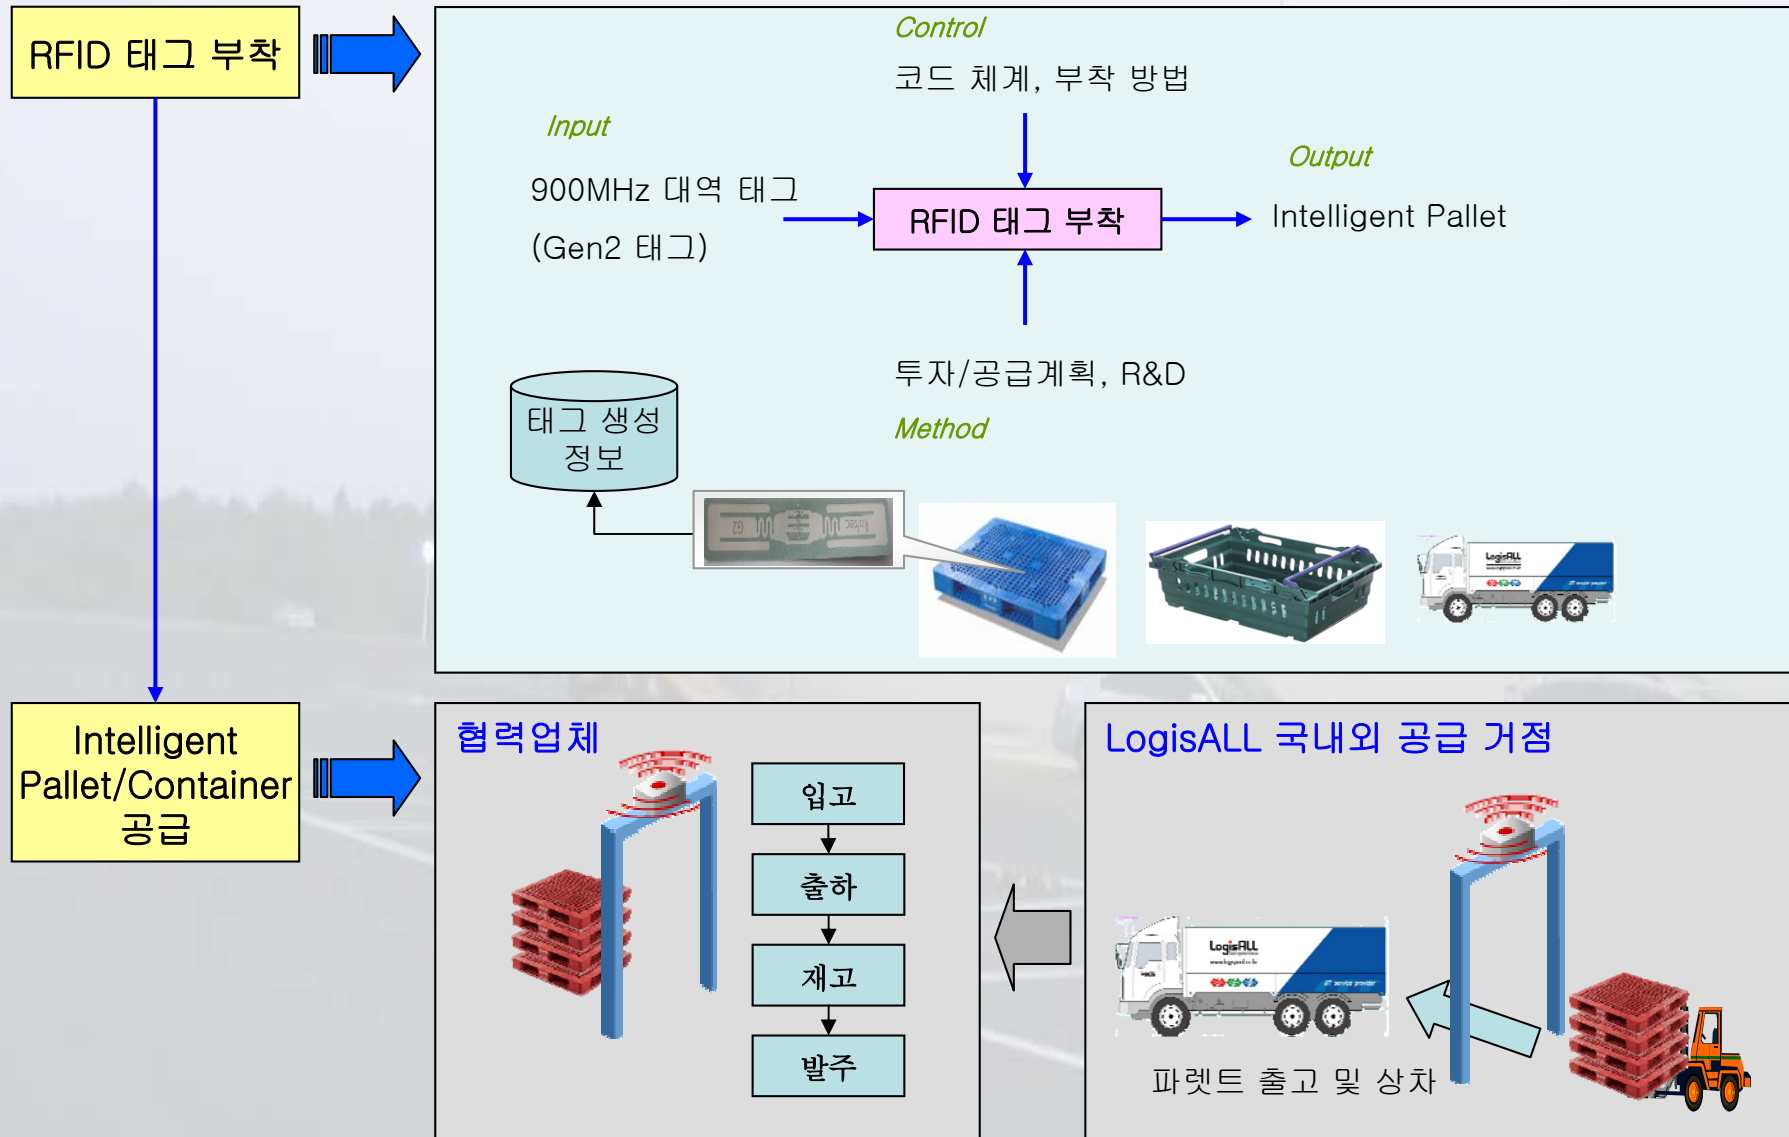 RFID 태그 부착
Control
코드 체계, 부착 방법
Input
900MHz 대역 태그
(Gen2 태그)
RFID 태그 부착
Output
Intelligent Pallet
투자/공급계획, R&D
Method
태그 생성
정보
G2
LogisALL
Intelligent
Pallet/Container
공급
협력업체
입고
출하
재고
발주
LogisALL 국내외 공급 거점
LogisALL
파렛트 출고 및 상차